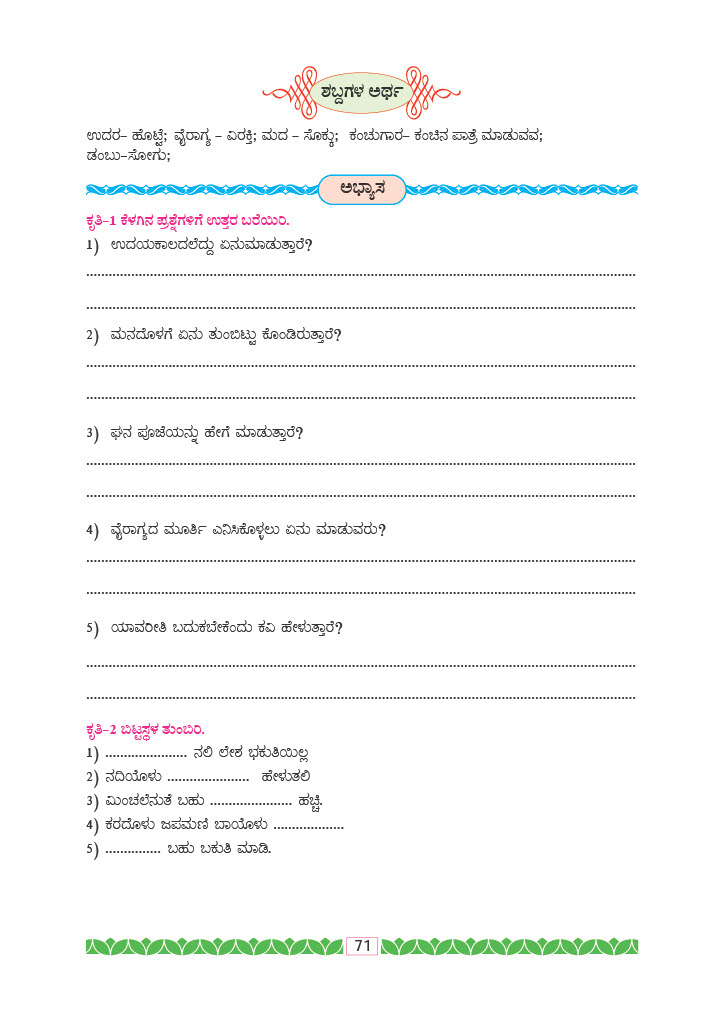 ಶಬ್ದಗಳ ಅರ್ಥ
ಉದರ– ಹೊಟ್ಟೆ; ವೈರಾಗ್ಯ – ವಿರಕ್ತಿ; ಮದ – ಸೊಕ್ಕು; ಕಂಚುಗಾರ– ಕಂಚಿನ ಪಾತ್ರೆ ಮಾಡುವವ;
ಡಂಬು–ಸೋಗು;
ಅಭ್ಯಾಸ
ಕೃತಿ–1 ಕೆಳಗಿನ ಪ್ರಶ್ನೆಗಳಿಗೆ ಉತ್ತರ ಬರೆಯಿರಿ.
1) ಉದಯಕಾಲದಲೆದ್ದು ಏನುಮಾಡುತ್ತಾರೆ?
2) ಮನದೊಳಗೆ ಏನು ತುಂಬಿಟ್ಟು ಕೊಂಡಿರುತ್ತಾರೆ?
3) ಘನ ಪೂಜೆಯನ್ನು ಹೇಗೆ ಮಾಡುತ್ತಾರೆ?
4) ವೈರಾಗ್ಯದ ಮೂರ್ತಿ ಎನಿಸಿಕೊಳ್ಳಲು ಏನು ಮಾಡುವರು?
5) ಯಾವರೀತಿ ಬದುಕಬೇಕೆಂದು ಕವಿ ಹೇಳುತ್ತಾರೆ?
ಕೃತಿ–2 ಬಿಟ್ಟಸ್ಥಳ ತುಂಬಿರಿ.
1) ...................... ನಲಿ ಲೇಶ ಭಕುತಿಯಿಲ್ಲ
2) ನದಿಯೊಳು ...................... ಹೇಳುತಲಿ
3) ಮಿಂಚಲೆನುತೆ ಬಹು ...................... ಹಚ್ಚಿ.
4) ಕರದೊಳು ಜಪಮಣಿ ಬಾಯೊಳು ...................
5) ............... ಬಹು ಬಕುತಿ ಮಾಡಿ.
71